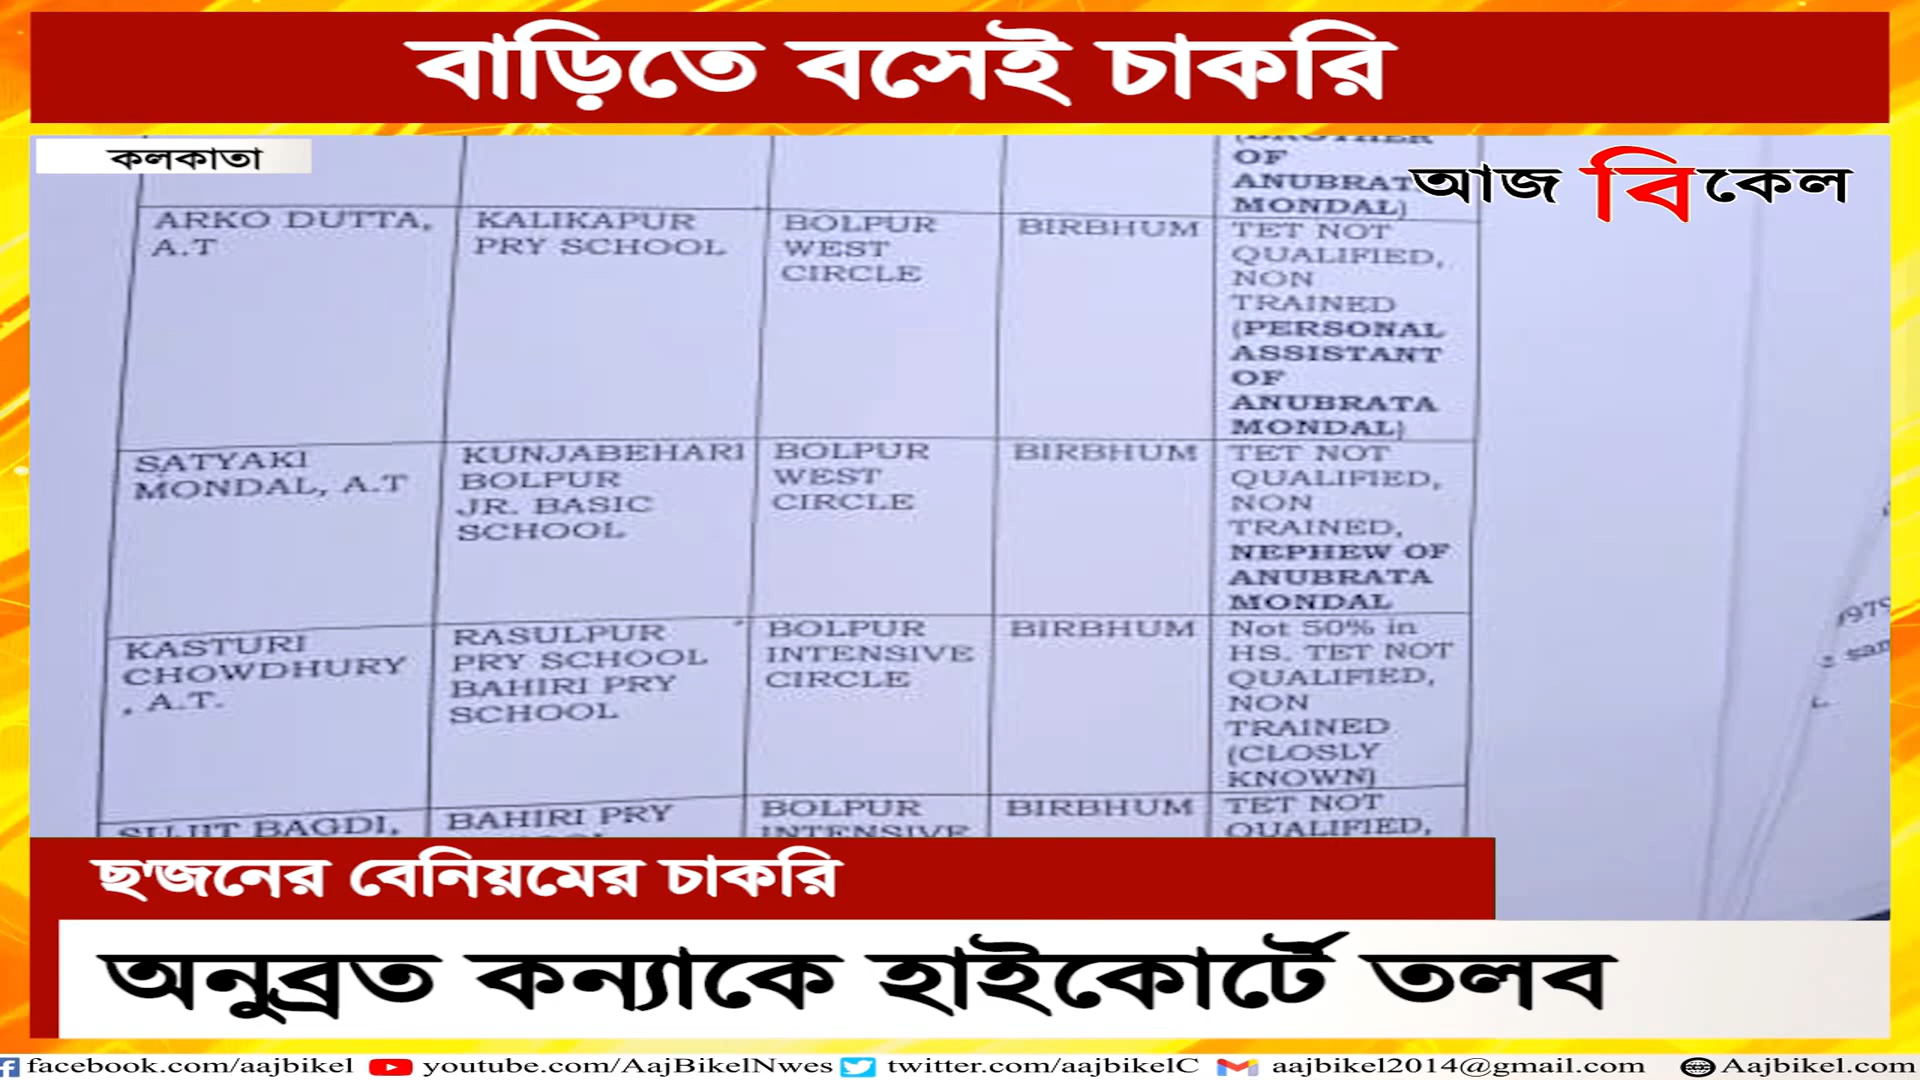 বাড়িতে বসেই চাকরি
কলকাতা
আজ বিকেল
OF
ANUBRATA
MONDAL)
ARKO DUTTA,
A.T
KALIKAPUR
PRY SCHOOL
BOLPUR
WEST
CIRCLE
BIRBHUM
TET NOT
QUALIFIED,
NON
TRAINED
(PERSONAL
ASSISTANT
OF
ANUBRATA
MONDAL)
SATYAKI
MONDAL, A.T
KUNJABEHARI
BOLPUR
JR. BASIC
SCHOOL
BOLPUR
WEST
CIRCLE
BIRBHUM
TET NOT
QUALIFIED,
NON
TRAINED,
NEPHEW OF
ANUBRATA
MONDAL
KASTURI
CHOWDHURY
, A.T.
RASULPUR
PRY SCHOOL
BAHIRI PRY
SCHOOL
BOLPUR
INTENSIVE
CIRCLE
BIRBHUM
Not 50% in
HS. TET NOT
QUALIFIED,
NON
TRAINED
(CLOSLY
KNOWN)
SUJIT BAGDI,
BAHIRI PRY
BOLPUR
INTENSIVE
BIRBHUM
TET NOT
QUALIFIED,
ছ'জনের বেনিয়মের চাকরি
অনুব্রত কন্যাকে হাইকোর্টে তলব
facebook.com/aajbikel youtube.com/AajBikelNwes twitter.com/aajbikelC aajbikel2014@gmail.com Aajbikel.com